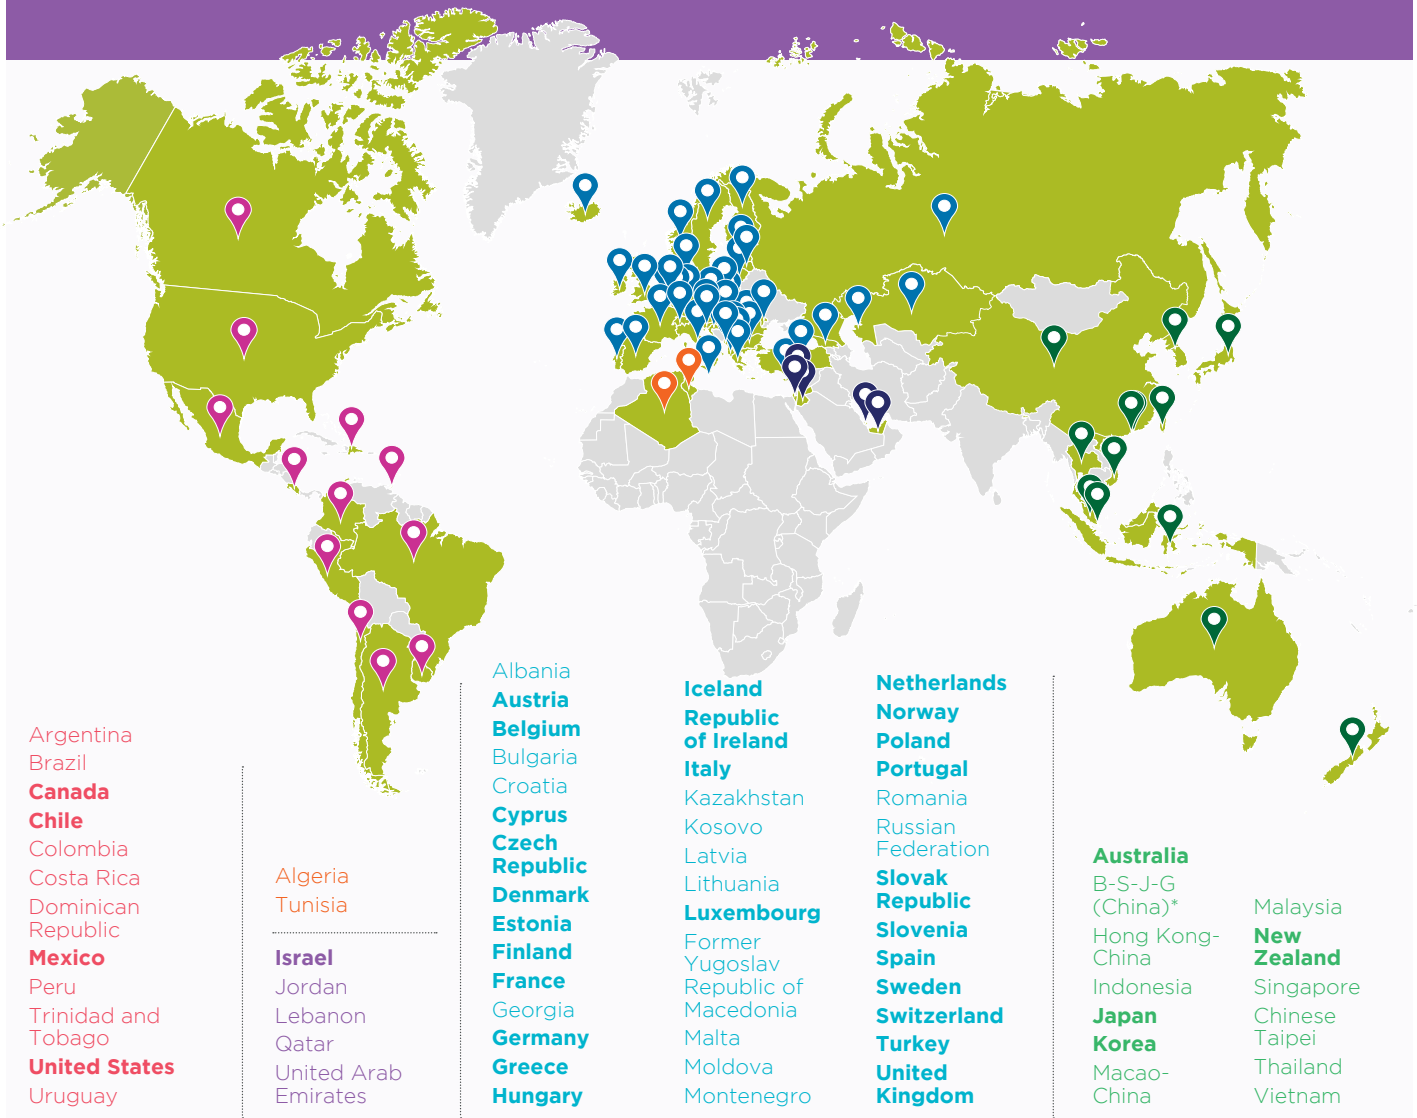 Argentina
Brazil
Canada
Chile
Colombia
Costa Rica
Dominican
Republic
Mexico
Peru
Trinidad and
Tobago
United States
Uruguay
Algeria
Tunisia
Israel
Jordan
Lebanon
Qatar
United Arab
Emirates
Albania
Austria
Belgium
Bulgaria
Croatia
Cyprus
Czech
Republic
Denmark
Estonia
Finland
France
Georgia
Germany
Greece
Hungary
Iceland
Republic
of Ireland
Italy
Kazakhstan
Kosovo
Latvia
Lithuania
Luxembourg
Former
Yugoslav
Republic of
Macedonia
Malta
Moldova
Montenegro
Netherlands
Norway
Poland
Portugal
Romania
Russian
Federation
Slovak
Republic
Slovenia
Spain
Sweden
Switzerland
Turkey
United
Kingdom
Australia
B-S-J-G
(China)*
Hong Kong-
China
Indonesia
Japan
Korea
Macao-
China
Malaysia
New
Zealand
Singapore
Chinese
Taipei
Thailand
Vietnam